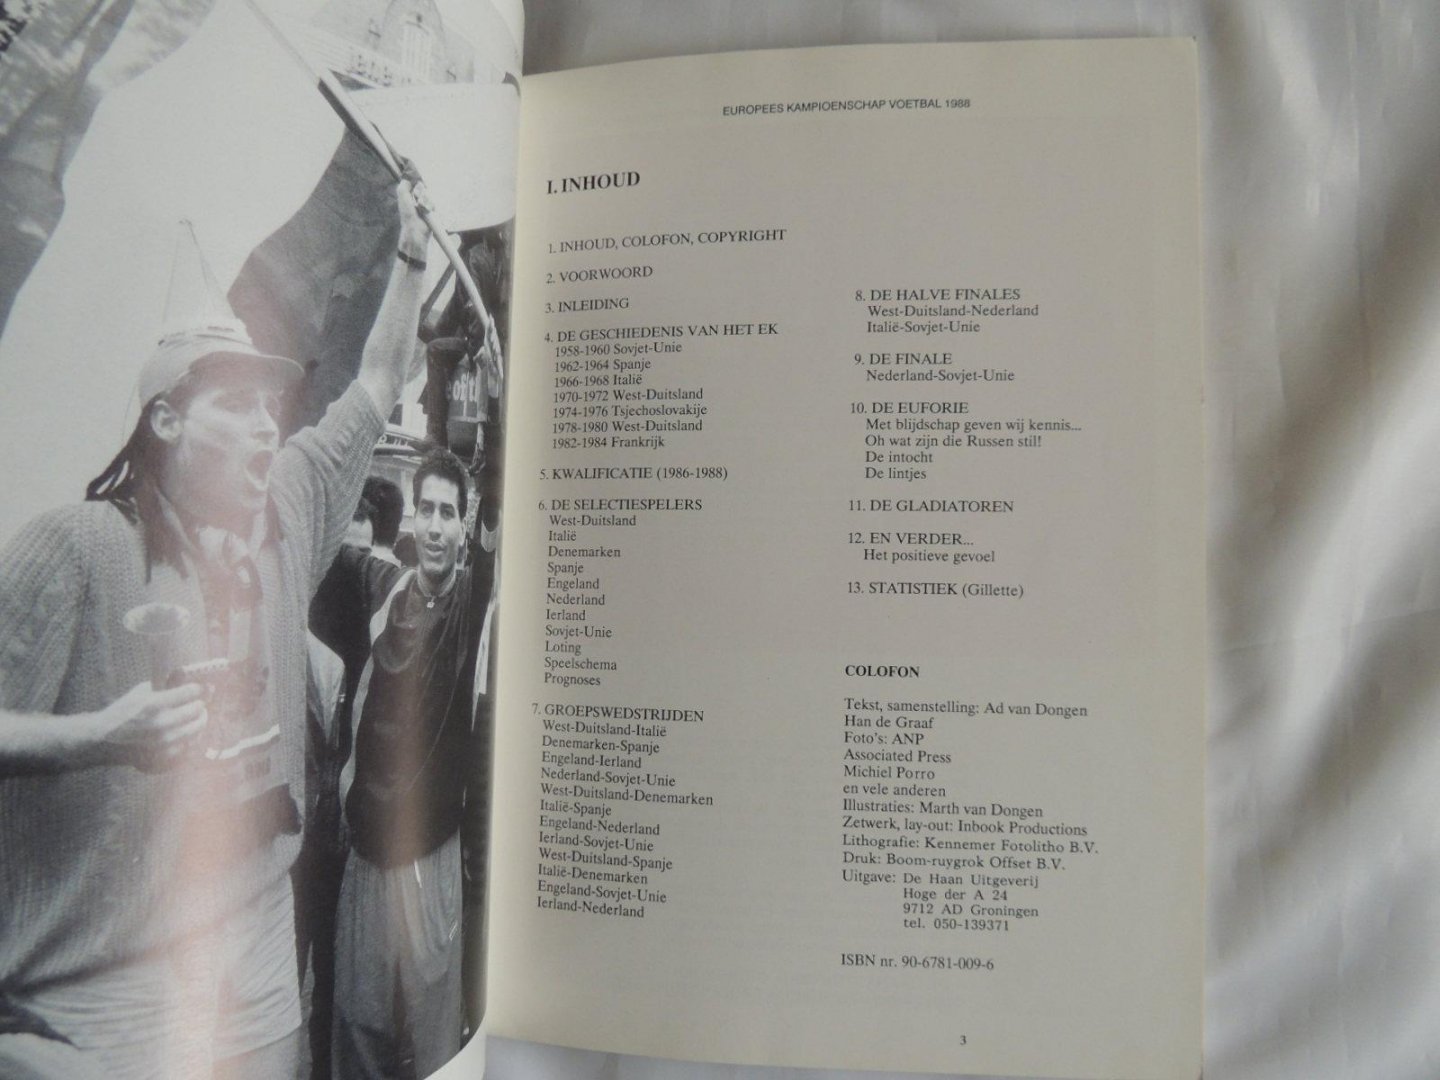 EUROPEES KAMPIOENSCHAP VOETBAL 1988
I. INHOUD
1. INHOUD, COLOFON, COPYRIGHT
2. VOORWOORD
3. INLEIDING
4. DE GESCHIEDENIS VAN HET EK
1958-1960 Sovjet-Unie
1962-1964 Spanje
1966-1968 Italië
1970-1972 West-Duitsland
1974-1976 Tsjechoslovakije
1978-1980 West-Duitsland
1982-1984 Frankrijk
5. KWALIFICATIE (1986-1988)
6. DE SELECTIESPELERS
West-Duitsland
Italië
Denemarken
Spanje
Engeland
Nederland
Ierland
Sovjet-Unie
Loting
Speelschema
Prognoses
7. GROEPSWEDSTRIJDEN
West-Duitsland-Italië
Denemarken-Spanje
Engeland-Ierland
Nederland-Sovjet-Unie
West-Duitsland-Denemarken
Italië-Spanje
Engeland-Nederland
Ierland-Sovjet-Unie
West-Duitsland-Spanje
Italië-Denemarken
Engeland-Sovjet-Unie
Ierland-Nederland
8. DE HALVE FINALES
West-Duitsland-Nederland
Italië-Sovjet-Unie
9. DE FINALE
Nederland-Sovjet-Unie
10. DE EUFORIE
Met blijdschap geven wij kennis...
Oh wat zijn die Russen stil!
De intocht
De lintjes
11. DE GLADIATOREN
12. EN VERDER...
Het positieve gevoel
13. STATISTIEK (Gillette)
COLOFON
Tekst, samenstelling: Ad van Dongen
Han de Graaf
Foto's: ANP
Associated Press
Michiel Porro
en vele anderen
Illustraties: Marth van Dongen
Zetwerk, lay-out: Inbook Productions
Lithografie: Kennemer Fotolitho B.V.
Druk: Boom-ruygrok Offset B.V.
Uitgave: De Haan Uitgeverij
Hoge der A 24
9712 AD Groningen
tel. 050-139371
ISBN nr. 90-6781-009-6
3